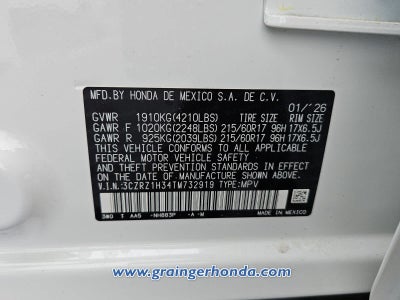 MFD.BY HONDA DE MEXICO S.A. DE C.V.
01/'26
GVWR 1910KG(4210LBS) TIRE SIZE RIM SIZE
GAWR F 1020KG(2248LBS) 215/60R17 96H 17X6.5J
GAWR R 925KG(2039LBS) 215/60R17 96H 17X6.5J
THIS VEHICLE CONFORMS TO ALL APPLICABLE
FEDERAL MOTOR VEHICLE SAFETY AND
THEFT PREVENTION STANDARDS IN EFFECT ON
THE DATE OF MANUFACTURE SHOWN ABOVE.
V.I.N.:3CZRZ1H34TM732919 TYPE:MPV
3W0 T AA5 -NH883P -A -M
MADE IN
MEXICO
www.graingerhonda.com